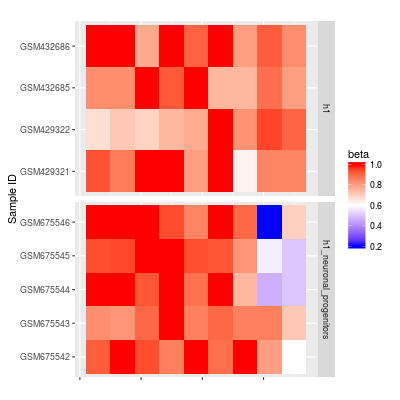 GSM432686
GSM432685
GSM429322
GSM429321
h1
GSM675546
GSM675545
GSM675544
GSM675543
GSM675542
h1_neuronal_progenitors
Sample ID
beta
1.0
0.8
0.6
0.4
0.2